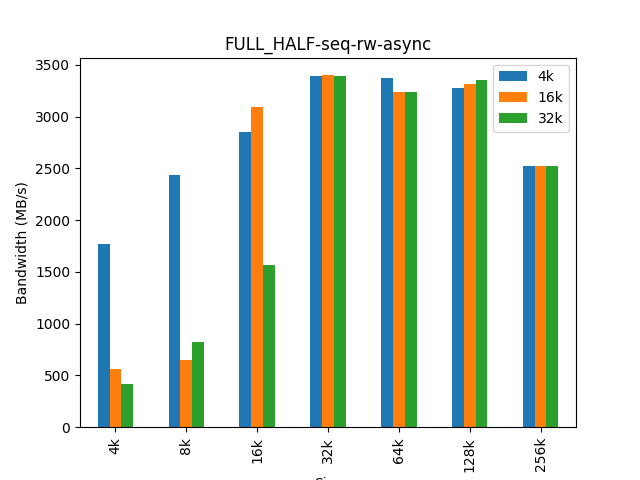 FULL_HALF-seq-rw-async
3500
3000
2500
2000
1500
1000
500
0
Bandwidth (MB/s)
4k
16k
32k
4k
8k
16k
32k
64k
128k
256k